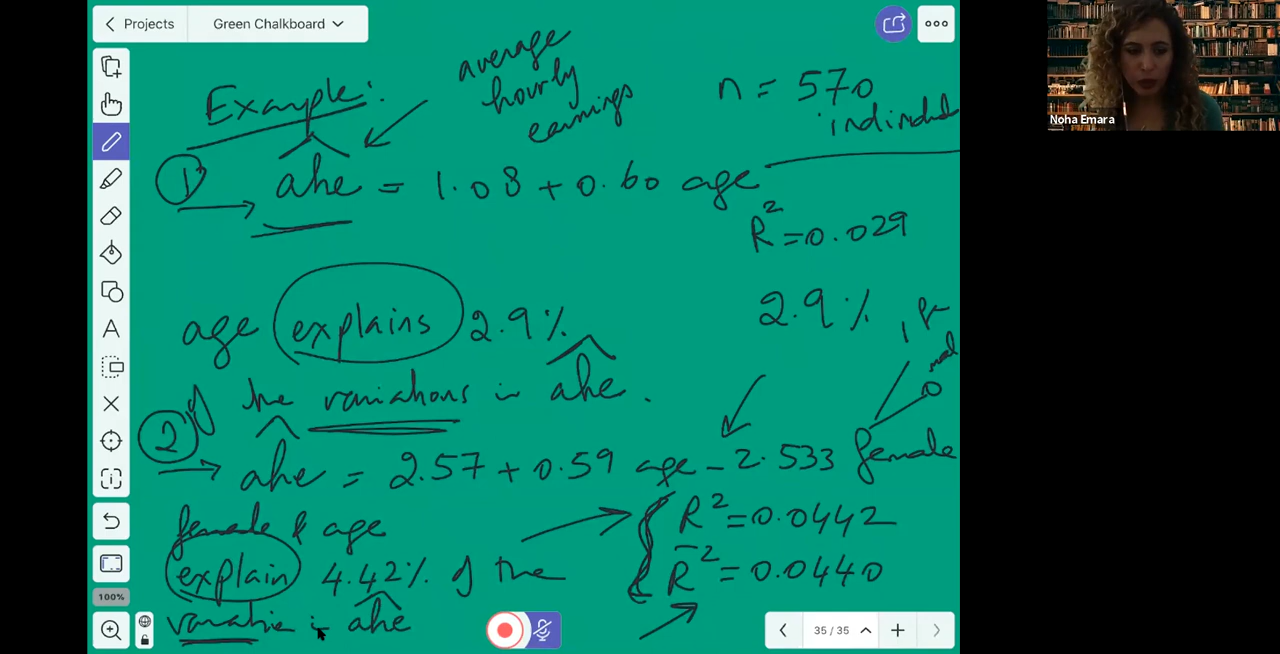 Projects
Green Chalkboard
Example:
average
hourly
earnings
n = 570
individual
Noha Emara
① ahe = 1.08 + 0.60 age
R² = 0.029
age explains 2.9%
2.9%
of the variations in ahe.
②
ahe = 2.57 + 0.59 age - 2.533 female
1
0
female & age
R² = 0.0442
explain 4.42% of the
R̄² = 0.0440
in ahe
A
100%
35 / 35